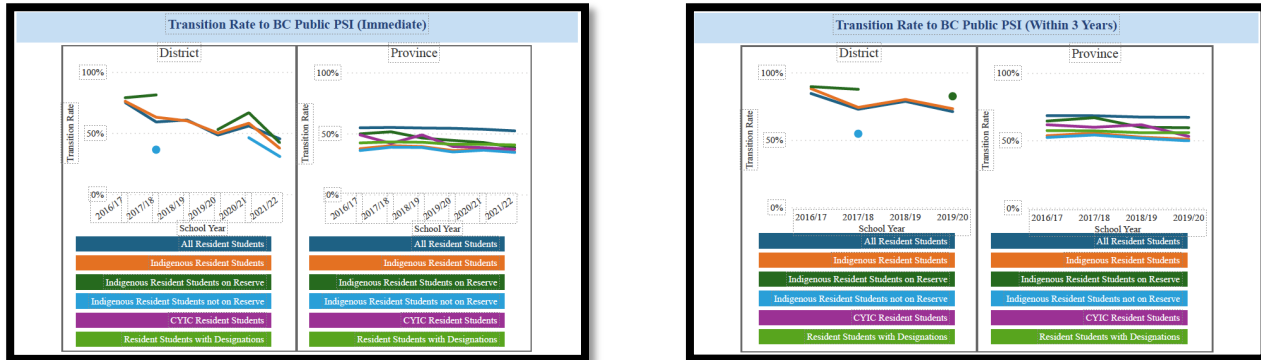 Transition Rate to BC Public PSI (Immediate)
District
Province
Transition Rate
100%
50%
0%
2016/17
2017/18
2018/19
2019/20
2020/21
2021/22
School Year
All Resident Students
Indigenous Resident Students
Indigenous Resident Students on Reserve
Indigenous Resident Students not on Reserve
CYIC Resident Students
Resident Students with Designations
Transition Rate
100%
50%
0%
2016/17
2017/18
2018/19
2019/20
2020/21
2021/22
School Year
All Resident Students
Indigenous Resident Students
Indigenous Resident Students on Reserve
Indigenous Resident Students not on Reserve
CYIC Resident Students
Resident Students with Designations
Transition Rate to BC Public PSI (Within 3 Years)
District
Province
Transition Rate
100%
50%
0%
2016/17
2017/18
2018/19
2019/20
School Year
All Resident Students
Indigenous Resident Students
Indigenous Resident Students on Reserve
Indigenous Resident Students not on Reserve
CYIC Resident Students
Resident Students with Designations
Transition Rate
100%
50%
0%
2016/17
2017/18
2018/19
2019/20
School Year
All Resident Students
Indigenous Resident Students
Indigenous Resident Students on Reserve
Indigenous Resident Students not on Reserve
CYIC Resident Students
Resident Students with Designations